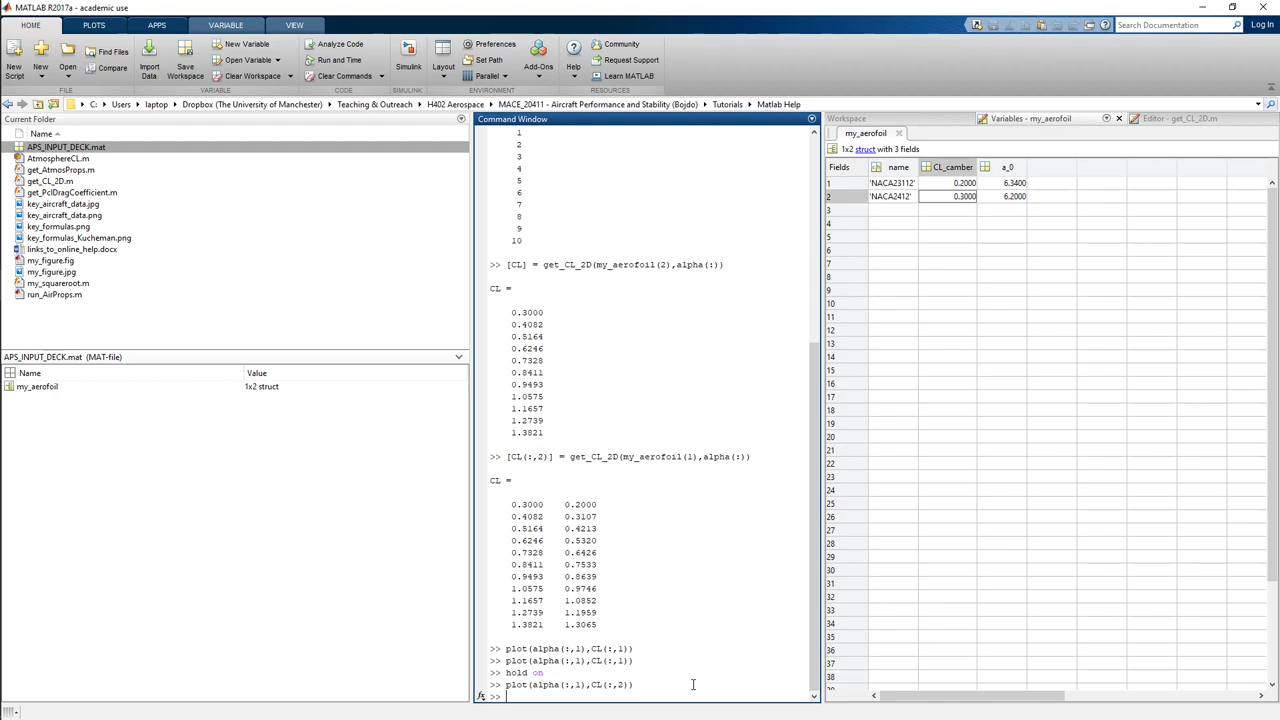 MATLAB R2017a - academic use
HOME PLOTS APPS VARIABLE VIEW
Search Documentation Log In
New Script
New
Open
Find Files
Compare
Import Data
Save Workspace
New Variable
Open Variable
Clear Workspace
Analyze Code
Run and Time
Clear Commands
Simulink
Layout
Preferences
Set Path
Parallel
Add-Ons
Help
Community
Request Support
Learn MATLAB
FILE VARIABLE CODE SIMULINK ENVIRONMENT RESOURCES
C: Users laptop Dropbox (The University of Manchester) Teaching & Outreach H402 Aerospace MACE_20411 - Aircraft Performance and Stability (Bojdo) Tutorials Matlab Help
Current Folder
Name
APS_INPUT_DECK.mat
AtmosphereCL.m
get_AtmosProps.m
get_CL_2D.m
get_PclDragCoefficient.m
key_aircraft_data.jpg
key_aircraft_data.png
key_formulas.png
key_formulas_Kucheman.png
links_to_online_help.docx
my_figure.fig
my_figure.jpg
my_squareroot.m
run_AirProps.m
APS_INPUT_DECK.mat (MAT-file)
Name Value
my_aerofoil 1x2 struct
Command Window
1
2
3
4
5
6
7
8
9
10
>> [CL] = get_CL_2D(my_aerofoil(2),alpha(:))
CL =
0.3000
0.4082
0.5164
0.6246
0.7328
0.8411
0.9493
1.0575
1.1657
1.2739
1.3821
>> [CL(:,2)] = get_CL_2D(my_aerofoil(1),alpha(:))
CL =
0.3000 0.2000
0.4082 0.3107
0.5164 0.4213
0.6246 0.5320
0.7328 0.6426
0.8411 0.7533
0.9493 0.8639
1.0575 0.9746
1.1657 1.0852
1.2739 1.1959
1.3821 1.3065
>> plot(alpha(:,1),CL(:,1))
>> plot(alpha(:,1),CL(:,1))
>> hold on
>> plot(alpha(:,1),CL(:,2))
fx >>
Workspace Variables - my_aerofoil Editor - get_CL_2D.m
my_aerofoil
1x2 struct with 3 fields
Fields name CL_camber a_0
1 'NACA23112' 0.2000 6.3400
2 'NACA2412' 0.3000 6.2000
3
4
5
6
7
8
9
10
11
12
13
14
15
16
17
18
19
20
21
22
23
24
25
26
27
28
29
30
31
32
33
34
35
36
37
38
39